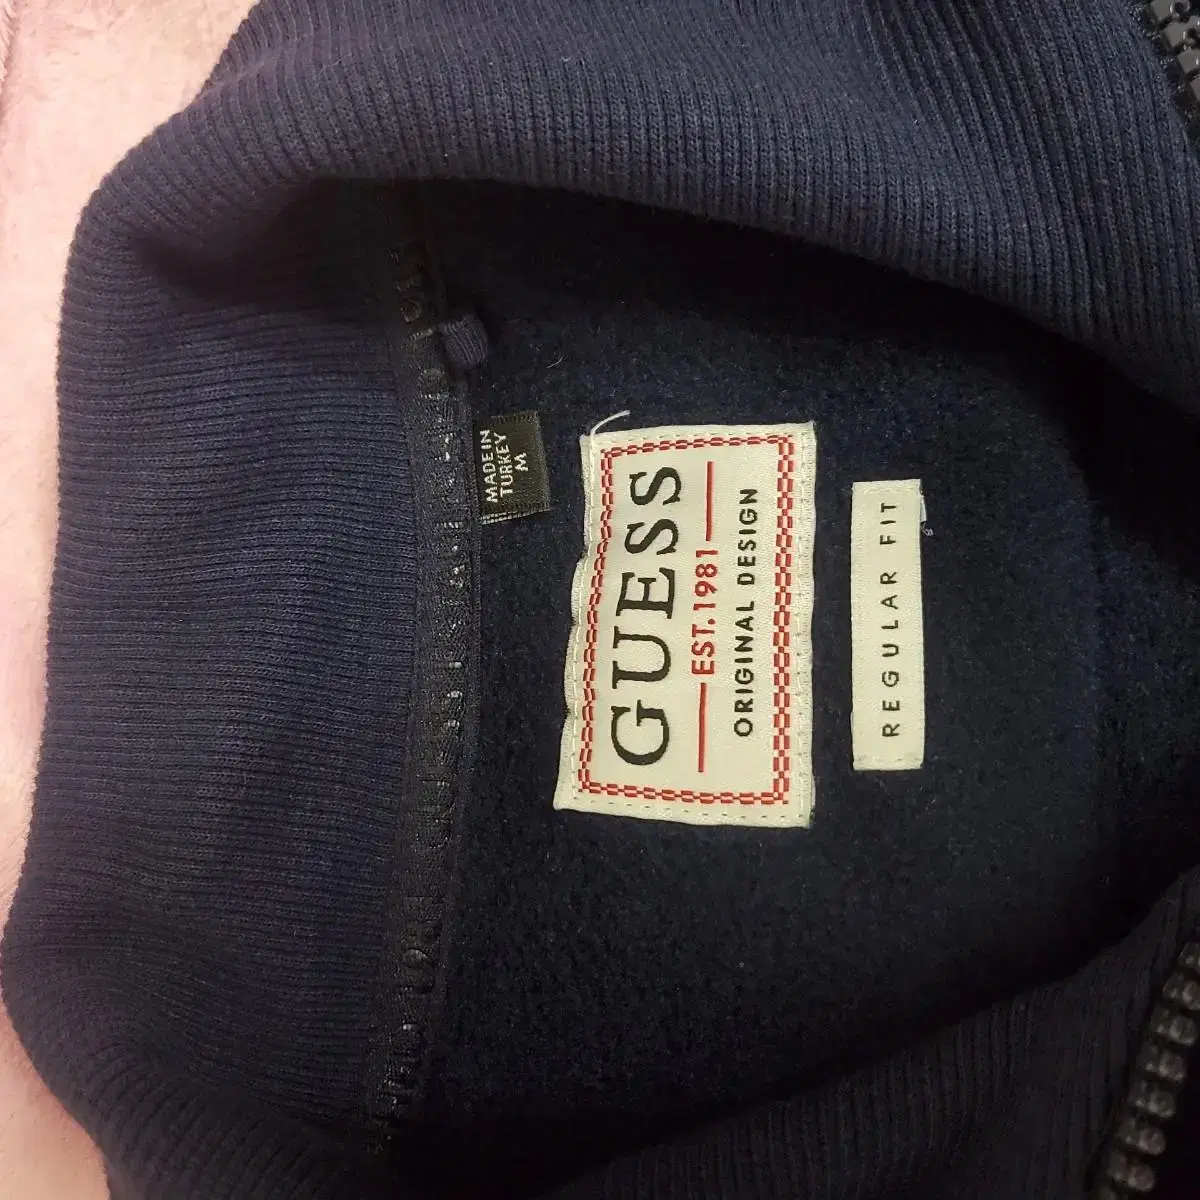 MADE IN
TURKEY
M
GUESS
EST. 1981
ORIGINAL DESIGN
REGULAR FIT